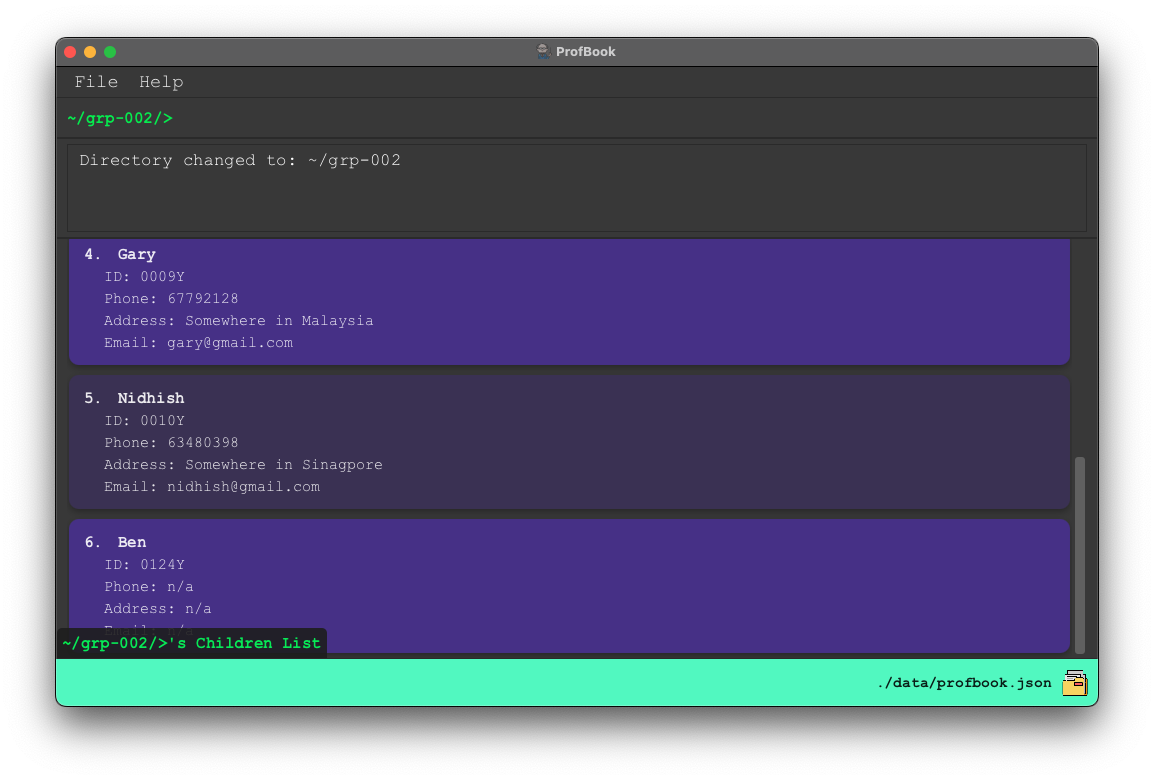 ProfBook
File Help
~/grp-002/>
Directory changed to: ~/grp-002
4. Gary
ID: 0009Y
Phone: 67792128
Address: Somewhere in Malaysia
Email: gary@gmail.com
5. Nidhish
ID: 0010Y
Phone: 63480398
Address: Somewhere in Sinagpore
Email: nidhish@gmail.com
6. Ben
ID: 0124Y
Phone: n/a
Address: n/a
Email: n/a
~/grp-002/>'s Children List
./data/profbook.json